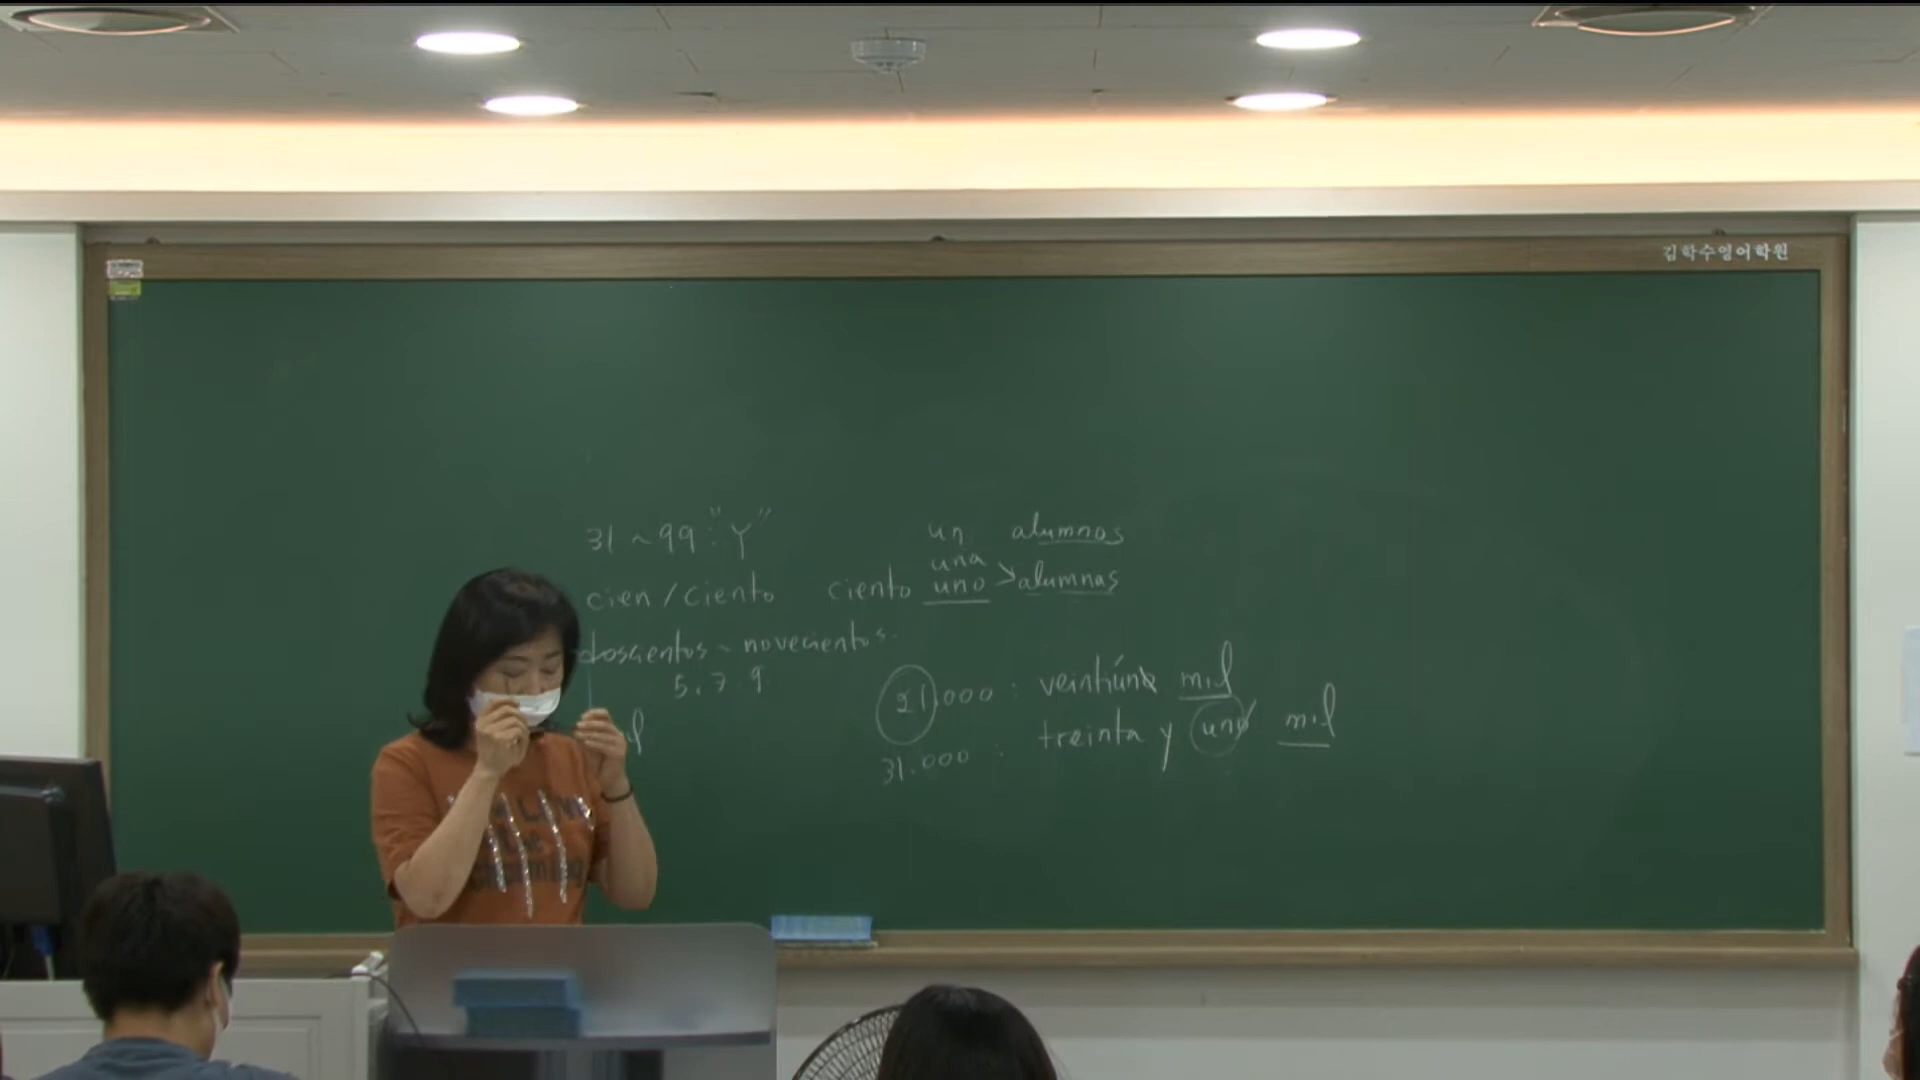 김학수영어학원
31 ~ 99 : "Y"
un alumnos
una
cien / ciento ciento uno > alumnas
doscientos ~ novecientos.
5. 7 9
21.000 : veintiún mil
31.000 : treinta y uno mil